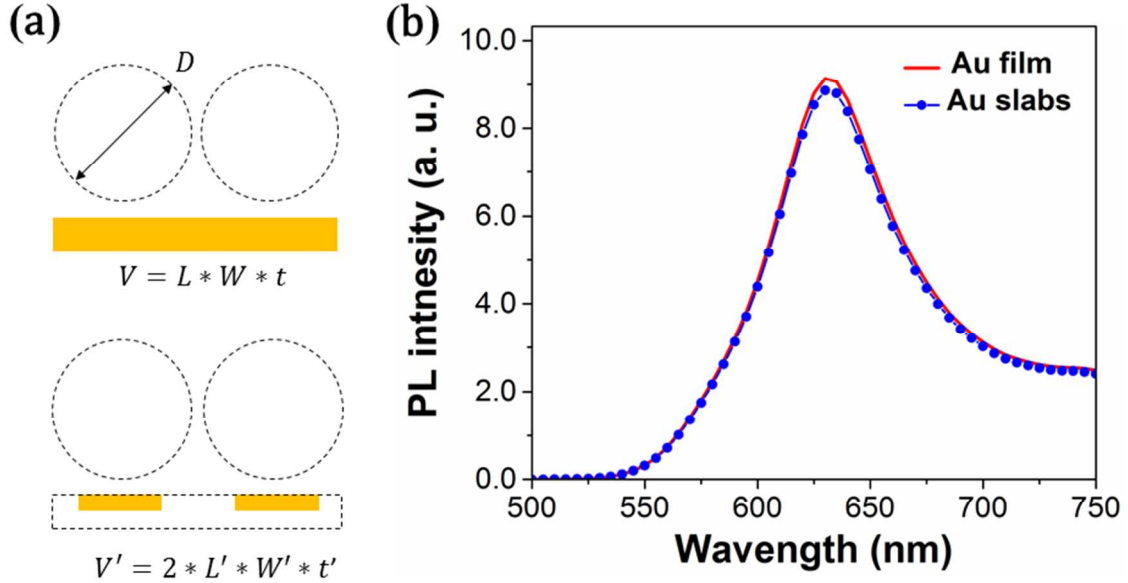 (a)
D
V = L * W * t
V′ = 2 * L′ * W′ * t′
(b)
PL intnesity (a. u.)
10.0
8.0
6.0
4.0
2.0
0.0
Au film
Au slabs
500 550 600 650 700 750
Wavength (nm)